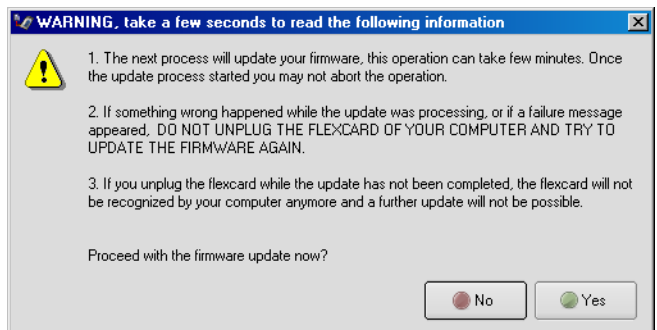 WARNING, take a few seconds to read the following information
1. The next process will update your firmware, this operation can take few minutes. Once
the update process started you may not abort the operation.
2. If something wrong happened while the update was processing, or if a failure message
appeared,  DO NOT UNPLUG THE FLEXCARD OF YOUR COMPUTER AND TRY TO
UPDATE THE FIRMWARE AGAIN.
3. If you unplug the flexcard while the update has not been completed, the flexcard will not
be recognized by your computer anymore and a further update will not be possible.
Proceed with the firmware update now?
No Yes